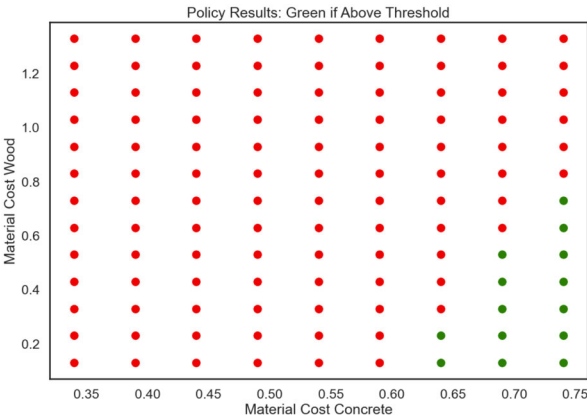 Policy Results: Green if Above Threshold
Material Cost Wood
1.2
1.0
0.8
0.6
0.4
0.2
0.35 0.40 0.45 0.50 0.55 0.60 0.65 0.70 0.75
Material Cost Concrete